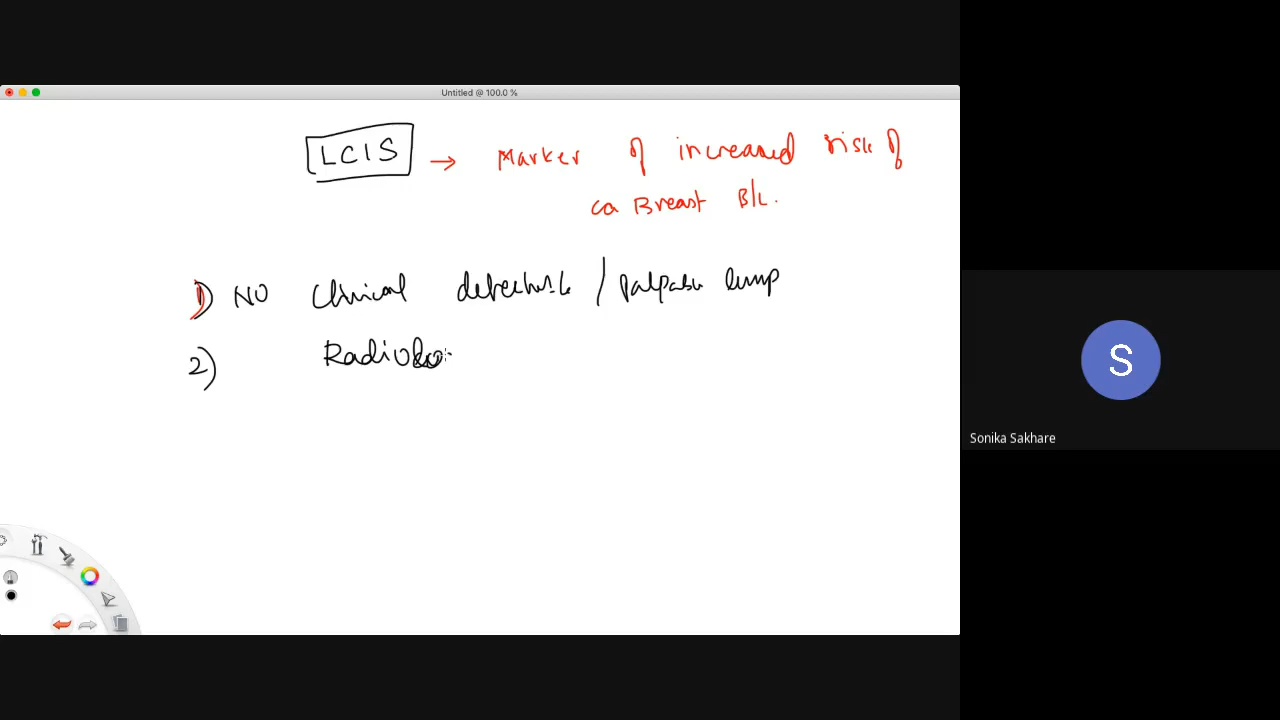 Untitled @ 100.0 %
LCIS → Marker of increased risk of
ca Breast B/L.
1) NO clinical detectable / palpable lump
2) Radiolo
S
Sonika Sakhare